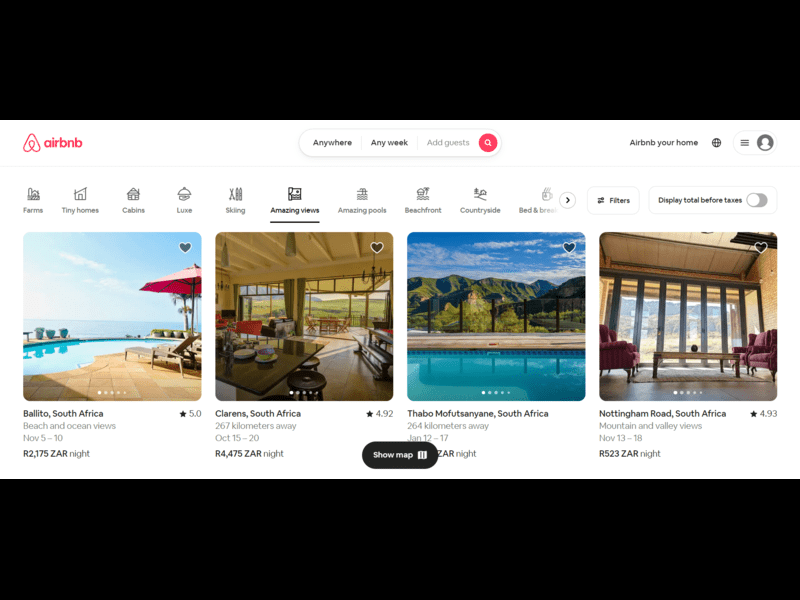 airbnb
Anywhere Any week Add guests
Airbnb your home
Farms Tiny homes Cabins Luxe Skiing Amazing views Amazing pools Beachfront Countryside Bed &
Filters
Display total before taxes
Ballito, South Africa 5.0
Beach and ocean views
Nov 5 – 10
R2,175 ZAR night
Clarens, South Africa 4.92
267 kilometers away
Oct 15 – 20
R4,475 ZAR night
Thabo Mofutsanyane, South Africa
264 kilometers away
Jan 12 – 17
ZAR night
Nottingham Road, South Africa 4.93
Mountain and valley views
Nov 13 – 18
R523 ZAR night
Show map